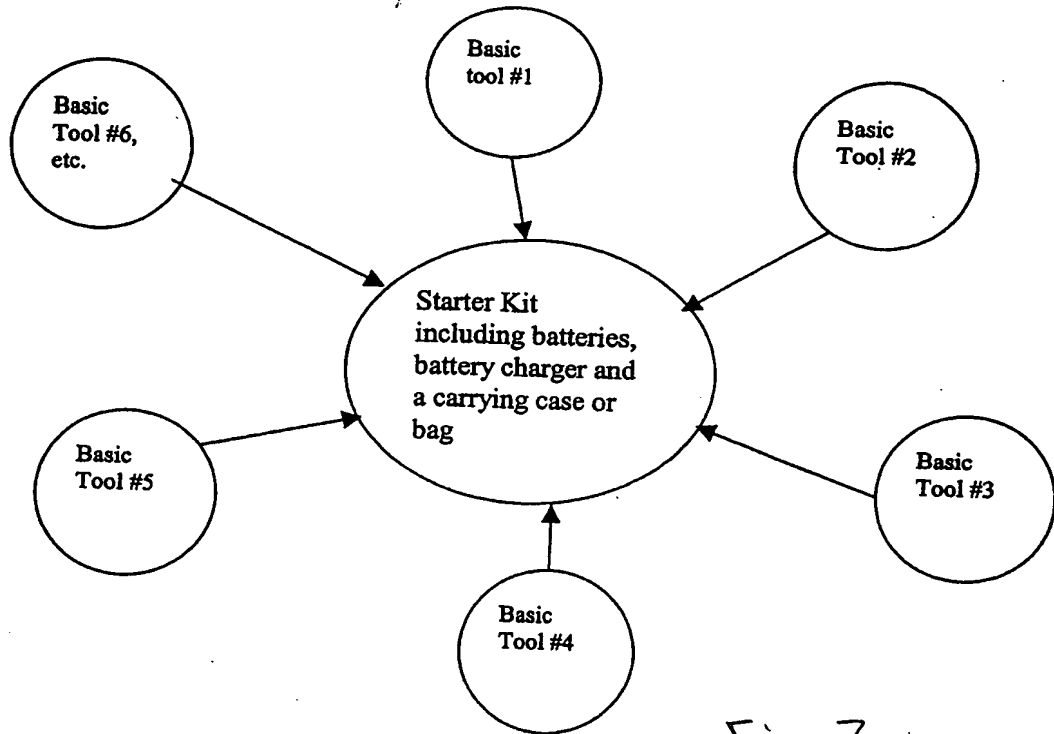 Basic
tool #1
Basic
Tool #6,
etc.
Basic
Tool #2
Starter Kit
including batteries,
battery charger and
a carrying case or
bag
Basic
Tool #5
Basic
Tool #3
Basic
Tool #4